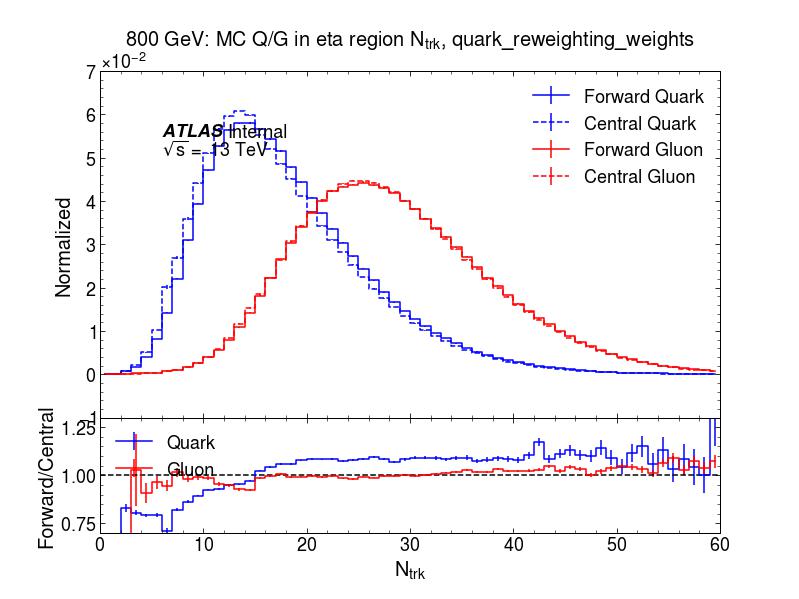 800 GeV: MC Q/G in eta region N_trk, quark_reweighting_weights
×10⁻²
7
6
5
4
3
2
1
0
−1
Normalized
ATLAS Internal
√s = 13 TeV
Forward Quark
Central Quark
Forward Gluon
Central Gluon
1.25
1.00
0.75
Forward/Central
Quark
Gluon
0 10 20 30 40 50 60
N_trk